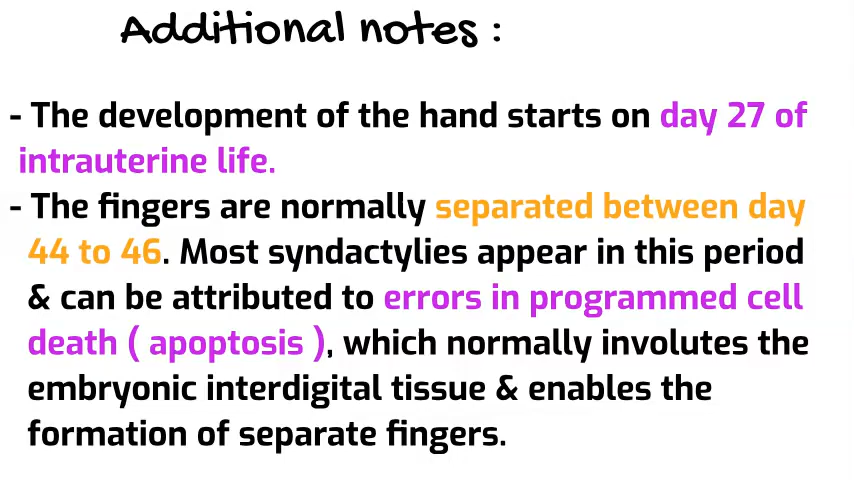 Additional notes :
- The development of the hand starts on day 27 of
intrauterine life.
- The fingers are normally separated between day
44 to 46. Most syndactylies appear in this period
& can be attributed to errors in programmed cell
death ( apoptosis ), which normally involutes the
embryonic interdigital tissue & enables the
formation of separate fingers.